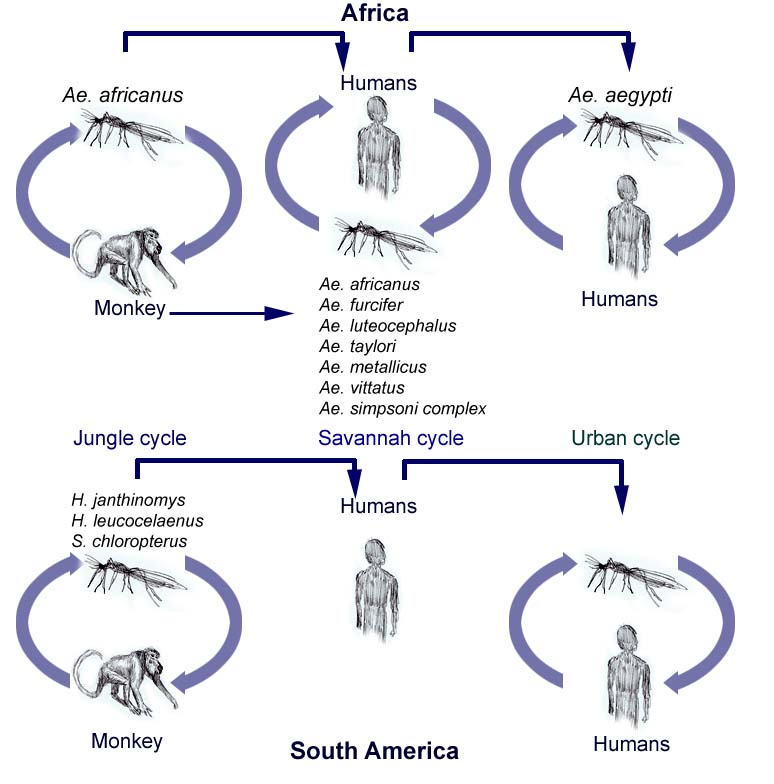 Africa
Ae. africanus
Humans
Ae. aegypti
Monkey
Humans
Ae. africanus
Ae. furcifer
Ae. luteocephalus
Ae. taylori
Ae. metallicus
Ae. vittatus
Ae. simpsoni complex
Jungle cycle
Savannah cycle
Urban cycle
H. janthinomys
H. leucocelaenus
S. chloropterus
Humans
Monkey
Humans
South America